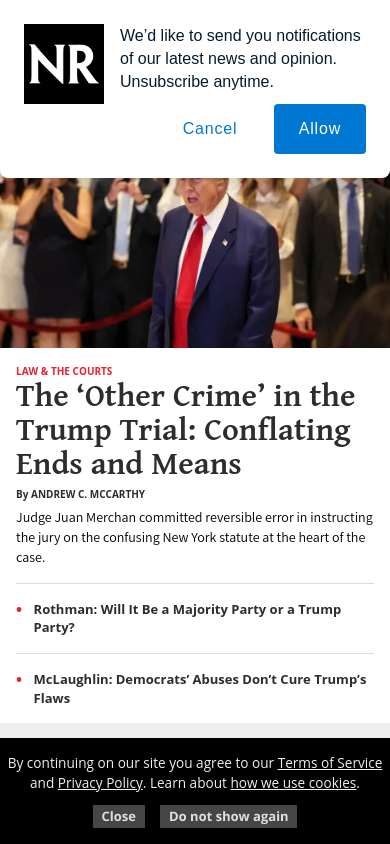 NR
We’d like to send you notifications
of our latest news and opinion.
Unsubscribe anytime.
Cancel
Allow
LAW & THE COURTS
The ‘Other Crime’ in the
Trump Trial: Conflating
Ends and Means
By ANDREW C. MCCARTHY
Judge Juan Merchan committed reversible error in instructing
the jury on the confusing New York statute at the heart of the
case.
• Rothman: Will It Be a Majority Party or a Trump
Party?
• McLaughlin: Democrats’ Abuses Don’t Cure Trump’s
Flaws
By continuing on our site you agree to our Terms of Service
and Privacy Policy. Learn about how we use cookies.
Close
Do not show again